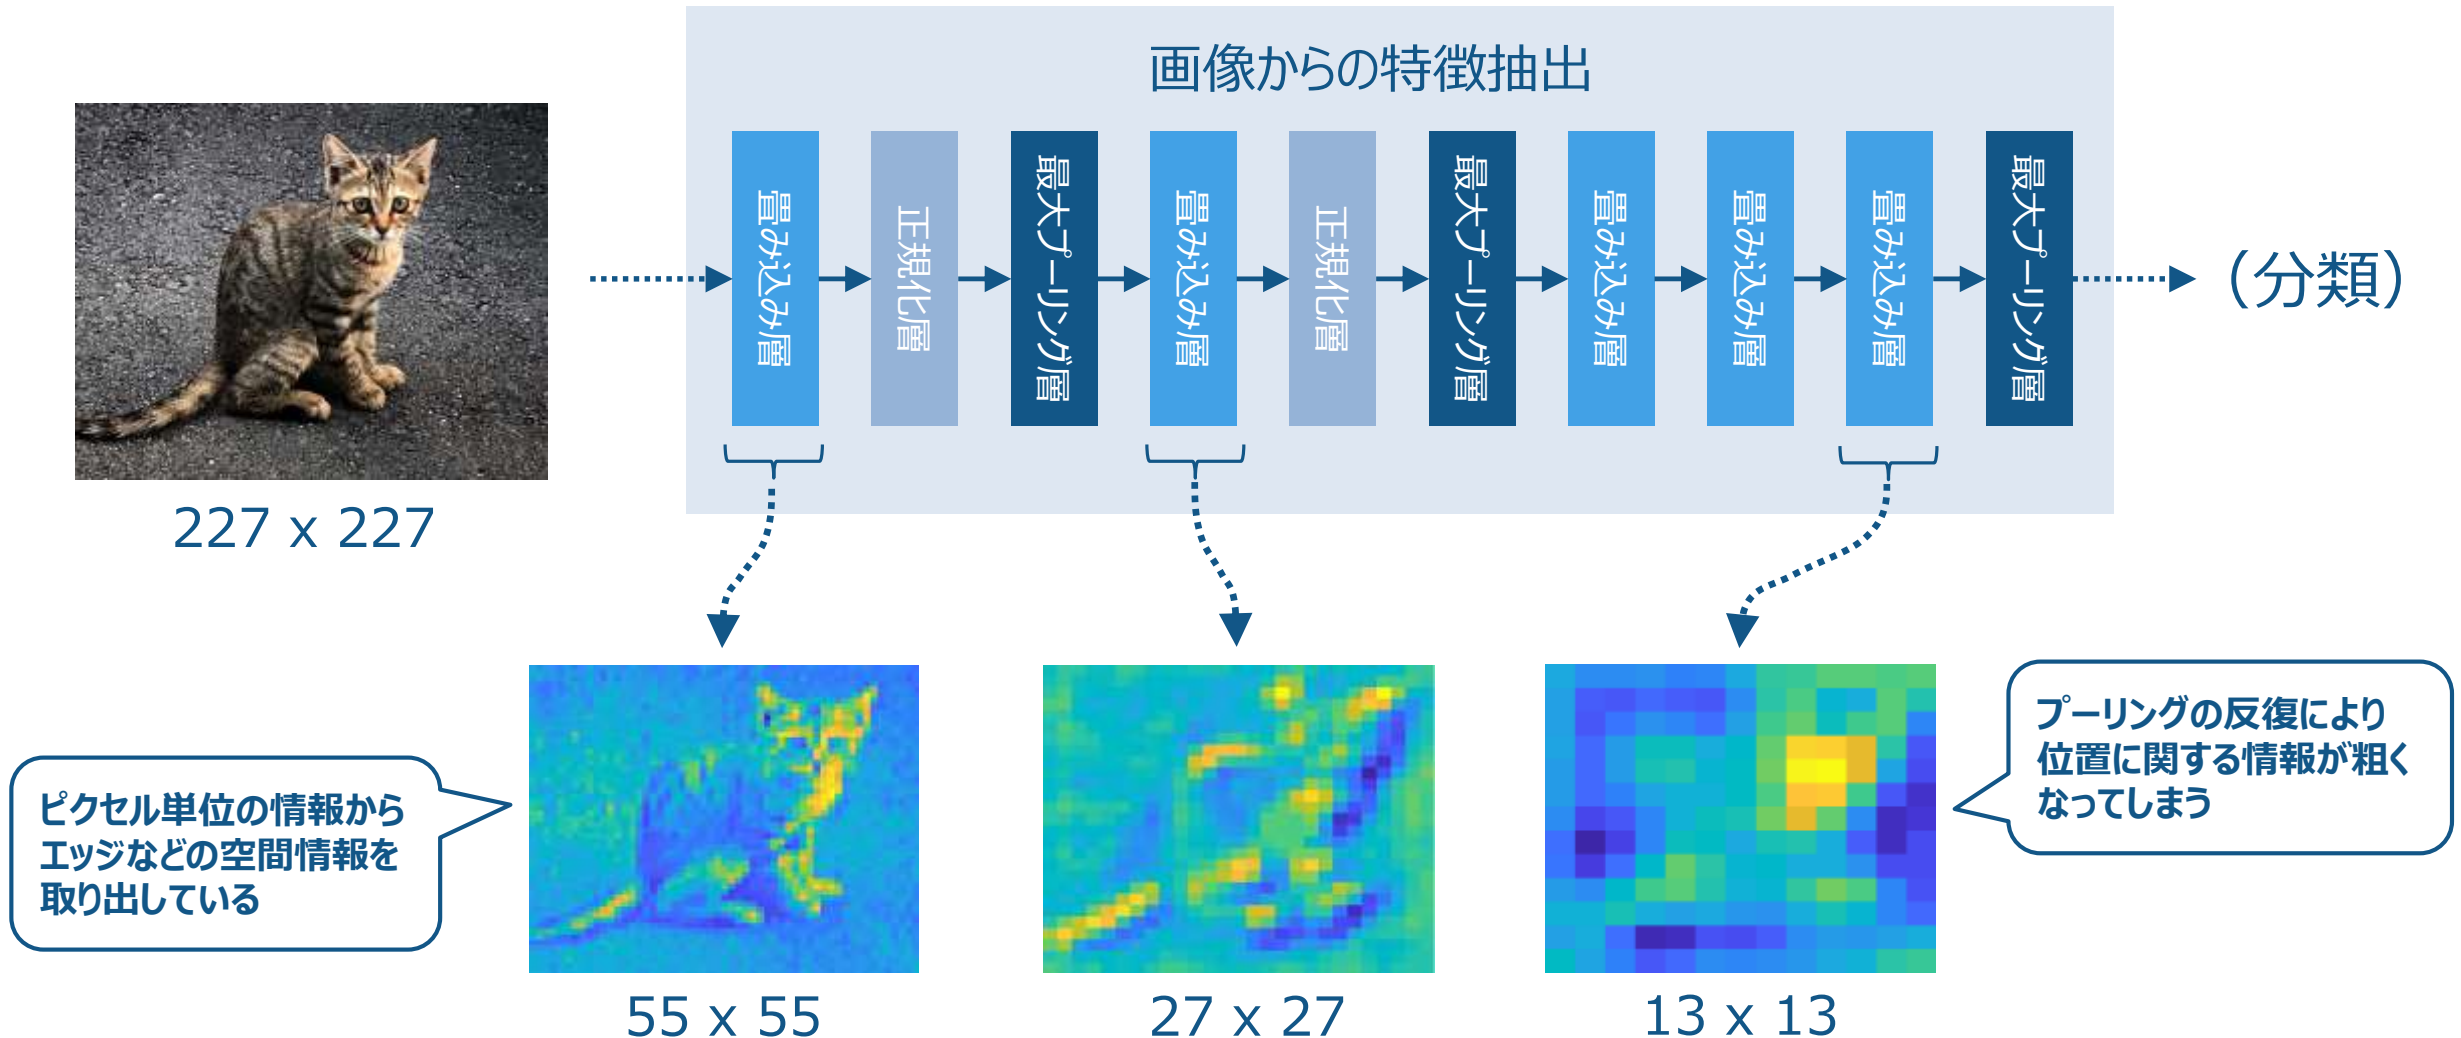 画像からの特徴抽出
畳み込み層
正規化層
最大プーリング層
畳み込み層
正規化層
最大プーリング層
畳み込み層
畳み込み層
畳み込み層
最大プーリング層
（分類）
227 x 227
ピクセル単位の情報から
エッジなどの空間情報を
取り出している
プーリングの反復により
位置に関する情報が粗く
なってしまう
55 x 55
27 x 27
13 x 13